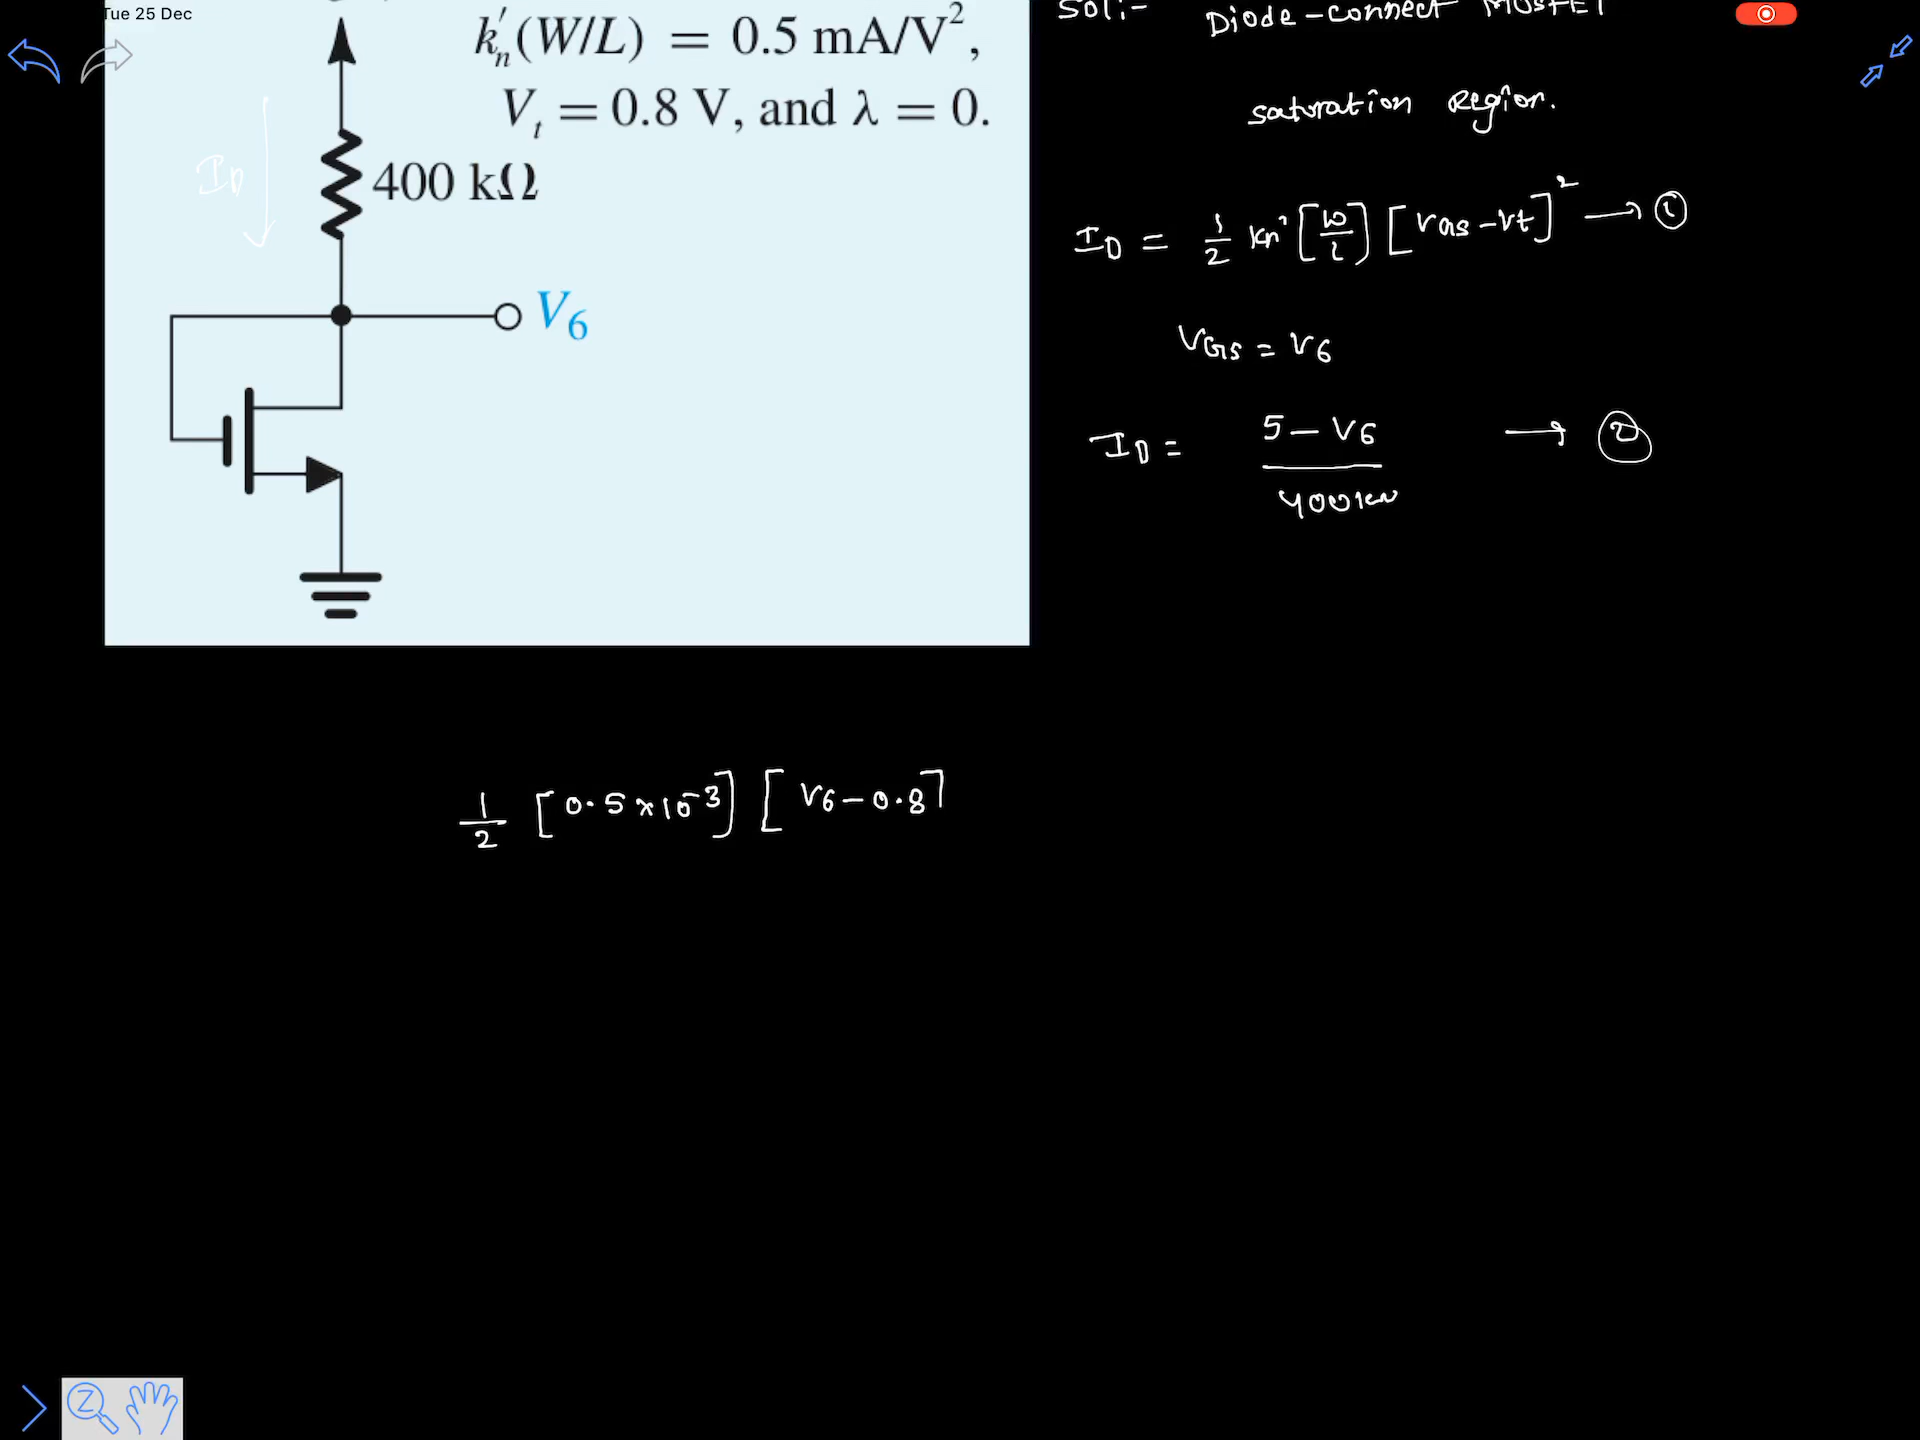 Tue 25 Dec
k′n(W/L) = 0.5 mA/V²,
Vt = 0.8 V, and λ = 0.
ID
400 kΩ
V6
Sol:-
Diode-connect MOSFET
saturation Region.
ID = 1/2 kn' [W/L] [VGS-Vt]² → ①
VGS = V6
ID = 5-V6/400kΩ → ②
1/2 [0.5×10-3] [V6-0.8]
Z